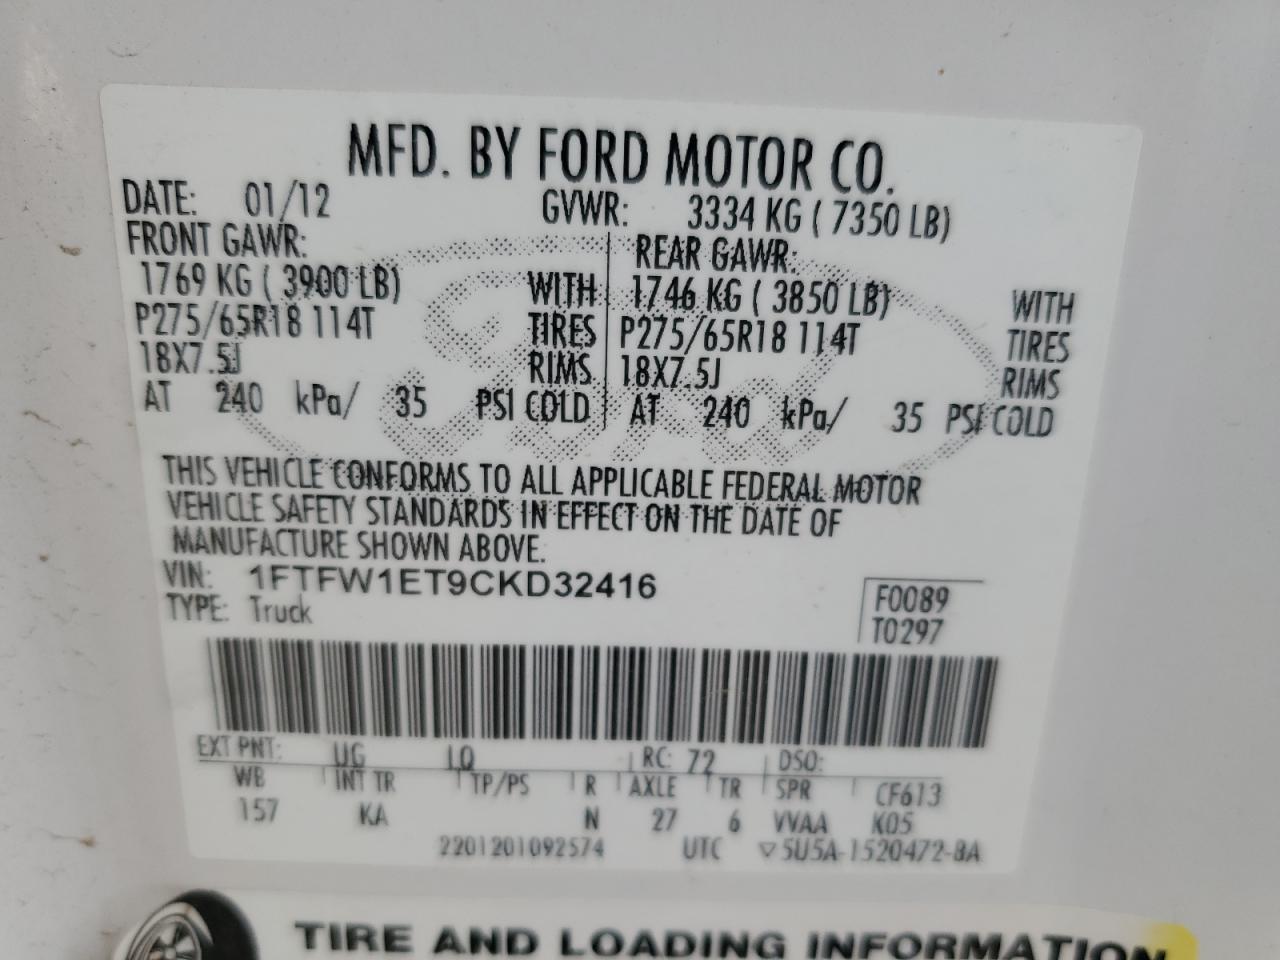 MFD. BY FORD MOTOR CO.
DATE: 01/12 GVWR: 3334 KG ( 7350 LB)
FRONT GAWR: REAR GAWR:
1769 KG ( 3900 LB) WITH 1746 KG ( 3850 LB) WITH
P275/65R18 114T TIRES P275/65R18 114T TIRES
18X7.5J RIMS 18X7.5J RIMS
AT 240 kPa/ 35 PSI COLD AT 240 kPa/ 35 PSI COLD
THIS VEHICLE CONFORMS TO ALL APPLICABLE FEDERAL MOTOR
VEHICLE SAFETY STANDARDS IN EFFECT ON THE DATE OF
MANUFACTURE SHOWN ABOVE.
VIN: 1FTFW1ET9CKD32416
TYPE: Truck
F0089
T0297
EXT PNT: UG LQ RC: 72 DSO:
WB INT TR TP/PS R AXLE TR SPR CF613
157 KA N 27 6 VVAA K05
2201201092574 UTC ▽5U5A-1520472-BA
Ford
TIRE AND LOADING INFORMATION